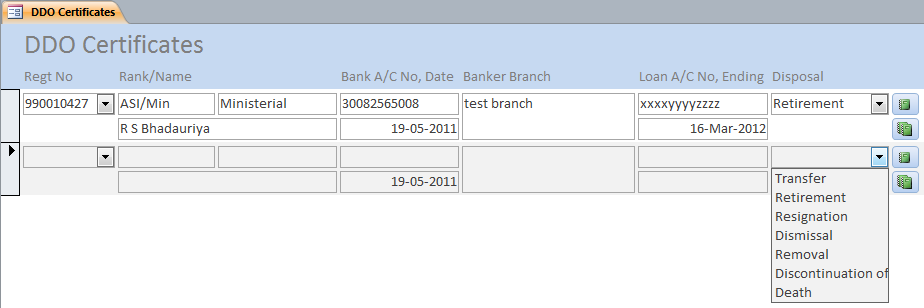 DDO Certificates
DDO Certificates
Regt No Rank/Name Bank A/C No, Date Banker Branch Loan A/C No, Ending Disposal
990010427 ASI/Min Ministerial 30082565008 test branch xxxxyyyyzzzz Retirement
R S Bhadauriya 19-05-2011 16-Mar-2012
19-05-2011
Transfer
Retirement
Resignation
Dismissal
Removal
Discontinuation of
Death